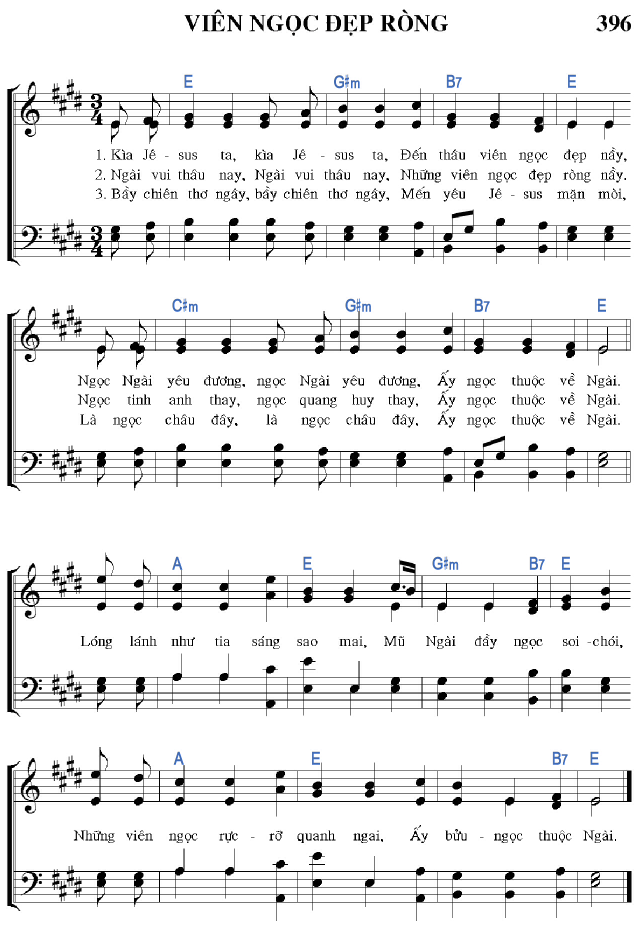 VIÊN NGỌC ĐẸP RÒNG 396
E G#m B7 E
1. Kìa Jê - sus ta, kìa Jê - sus ta, Đến thâu viên ngọc đẹp nầy,
2. Ngài vui thâu nay, Ngài vui thâu nay, Những viên ngọc đẹp ròng nầy.
3. Bầy chiên thơ ngây, bầy chiên thơ ngây, Mến yêu Jê - sus mặn mòi,
C#m G#m B7 E
Ngọc Ngài yêu đương, ngọc Ngài yêu đương, Ấy ngọc thuộc về Ngài.
Ngọc tinh anh thay, ngọc quang huy thay, Ấy ngọc thuộc về Ngài.
Là ngọc châu đây, là ngọc châu đây, Ấy ngọc thuộc về Ngài.
A E G#m B7 E
Lóng lánh như tia sáng sao mai, Mũ Ngài đầy ngọc soi - chói,
A E B7 E
Những viên ngọc rực - rỡ quanh ngai, Ấy bửu - ngọc thuộc Ngài.